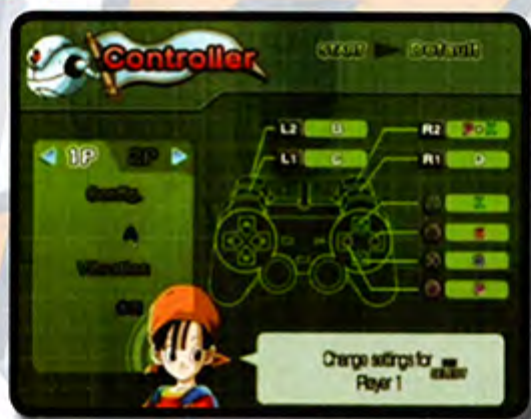 Controller
START ▶ Default
L2 B
R2 P+K
L1 C
R1 D
1P 2P
K
Config.
E
A
G
Vibration
P
Change settings for
Player 1